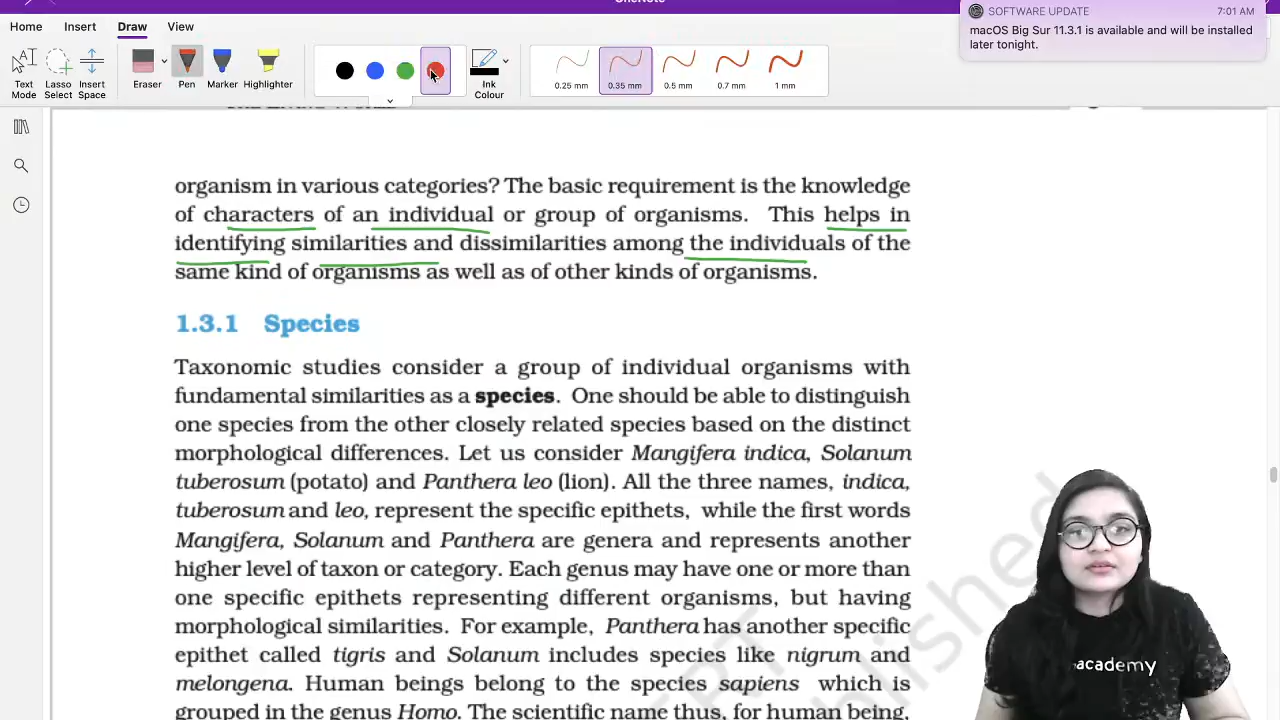 OneNote
Home Insert Draw View
SOFTWARE UPDATE 7:01 AM
macOS Big Sur 11.3.1 is available and will be installed
later tonight.
Text Mode
Lasso Select
Insert Space
Eraser
Pen
Marker
Highlighter
Ink Colour
0.25 mm
0.35 mm
0.5 mm
0.7 mm
1 mm
organism in various categories? The basic requirement is the knowledge
of characters of an individual or group of organisms. This helps in
identifying similarities and dissimilarities among the individuals of the
same kind of organisms as well as of other kinds of organisms.
1.3.1 Species
Taxonomic studies consider a group of individual organisms with
fundamental similarities as a species. One should be able to distinguish
one species from the other closely related species based on the distinct
morphological differences. Let us consider Mangifera indica, Solanum
tuberosum (potato) and Panthera leo (lion). All the three names, indica,
tuberosum and leo, represent the specific epithets, while the first words
Mangifera, Solanum and Panthera are genera and represents another
higher level of taxon or category. Each genus may have one or more than
one specific epithets representing different organisms, but having
morphological similarities. For example, Panthera has another specific
epithet called tigris and Solanum includes species like nigrum and
melongena. Human beings belong to the species sapiens which is
grouped in the genus Homo. The scientific name thus, for human being,
academy